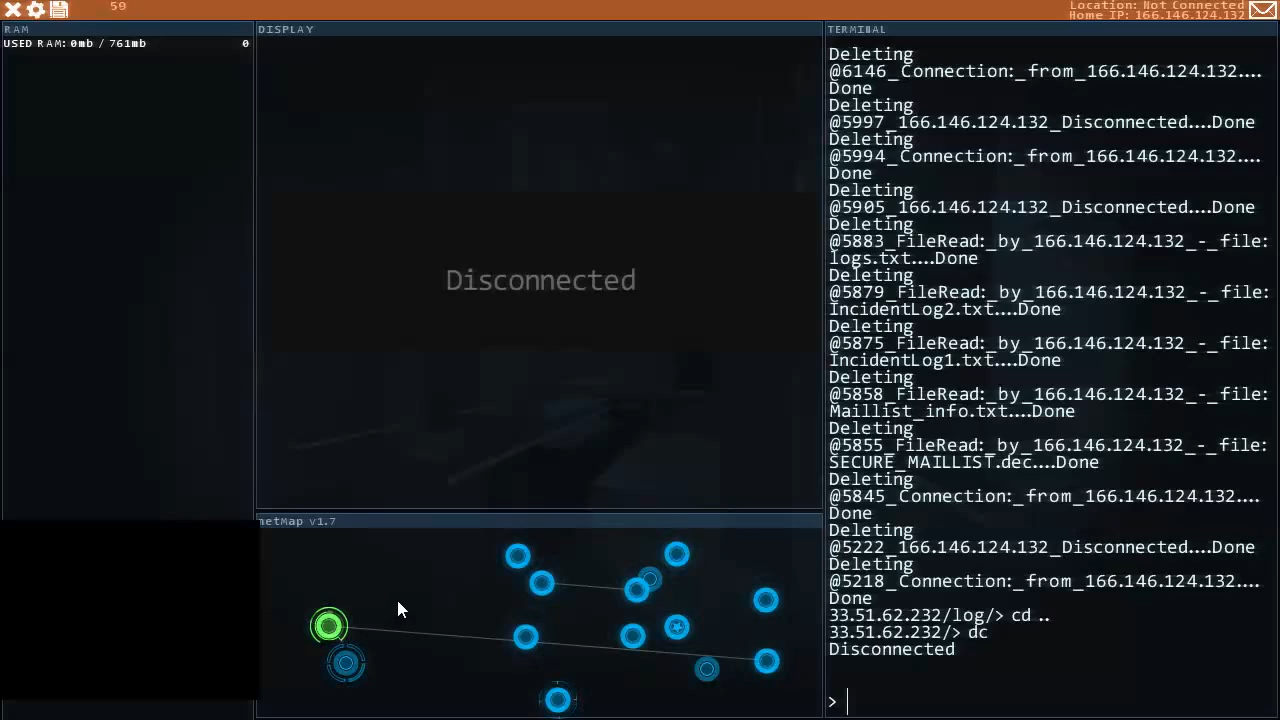 59
Location: Not Connected
Home IP: 166.146.124.132
RAM
USED RAM: 0mb / 761mb 0
DISPLAY
Disconnected
netMap v1.7
TERMINAL
Deleting
@6146_Connection:_from_166.146.124.132....
Done
Deleting
@5997_166.146.124.132_Disconnected....Done
Deleting
@5994_Connection:_from_166.146.124.132....
Done
Deleting
@5905_166.146.124.132_Disconnected....Done
Deleting
@5883_FileRead:_by_166.146.124.132_-_file:
logs.txt....Done
Deleting
@5879_FileRead:_by_166.146.124.132_-_file:
IncidentLog2.txt....Done
Deleting
@5875_FileRead:_by_166.146.124.132_-_file:
IncidentLog1.txt....Done
Deleting
@5858_FileRead:_by_166.146.124.132_-_file:
Maillist_info.txt....Done
Deleting
@5855_FileRead:_by_166.146.124.132_-_file:
SECURE_MAILLIST.dec....Done
Deleting
@5845_Connection:_from_166.146.124.132....
Done
Deleting
@5222_166.146.124.132_Disconnected....Done
Deleting
@5218_Connection:_from_166.146.124.132....
Done
33.51.62.232/log/> cd ..
33.51.62.232/> dc
Disconnected
>